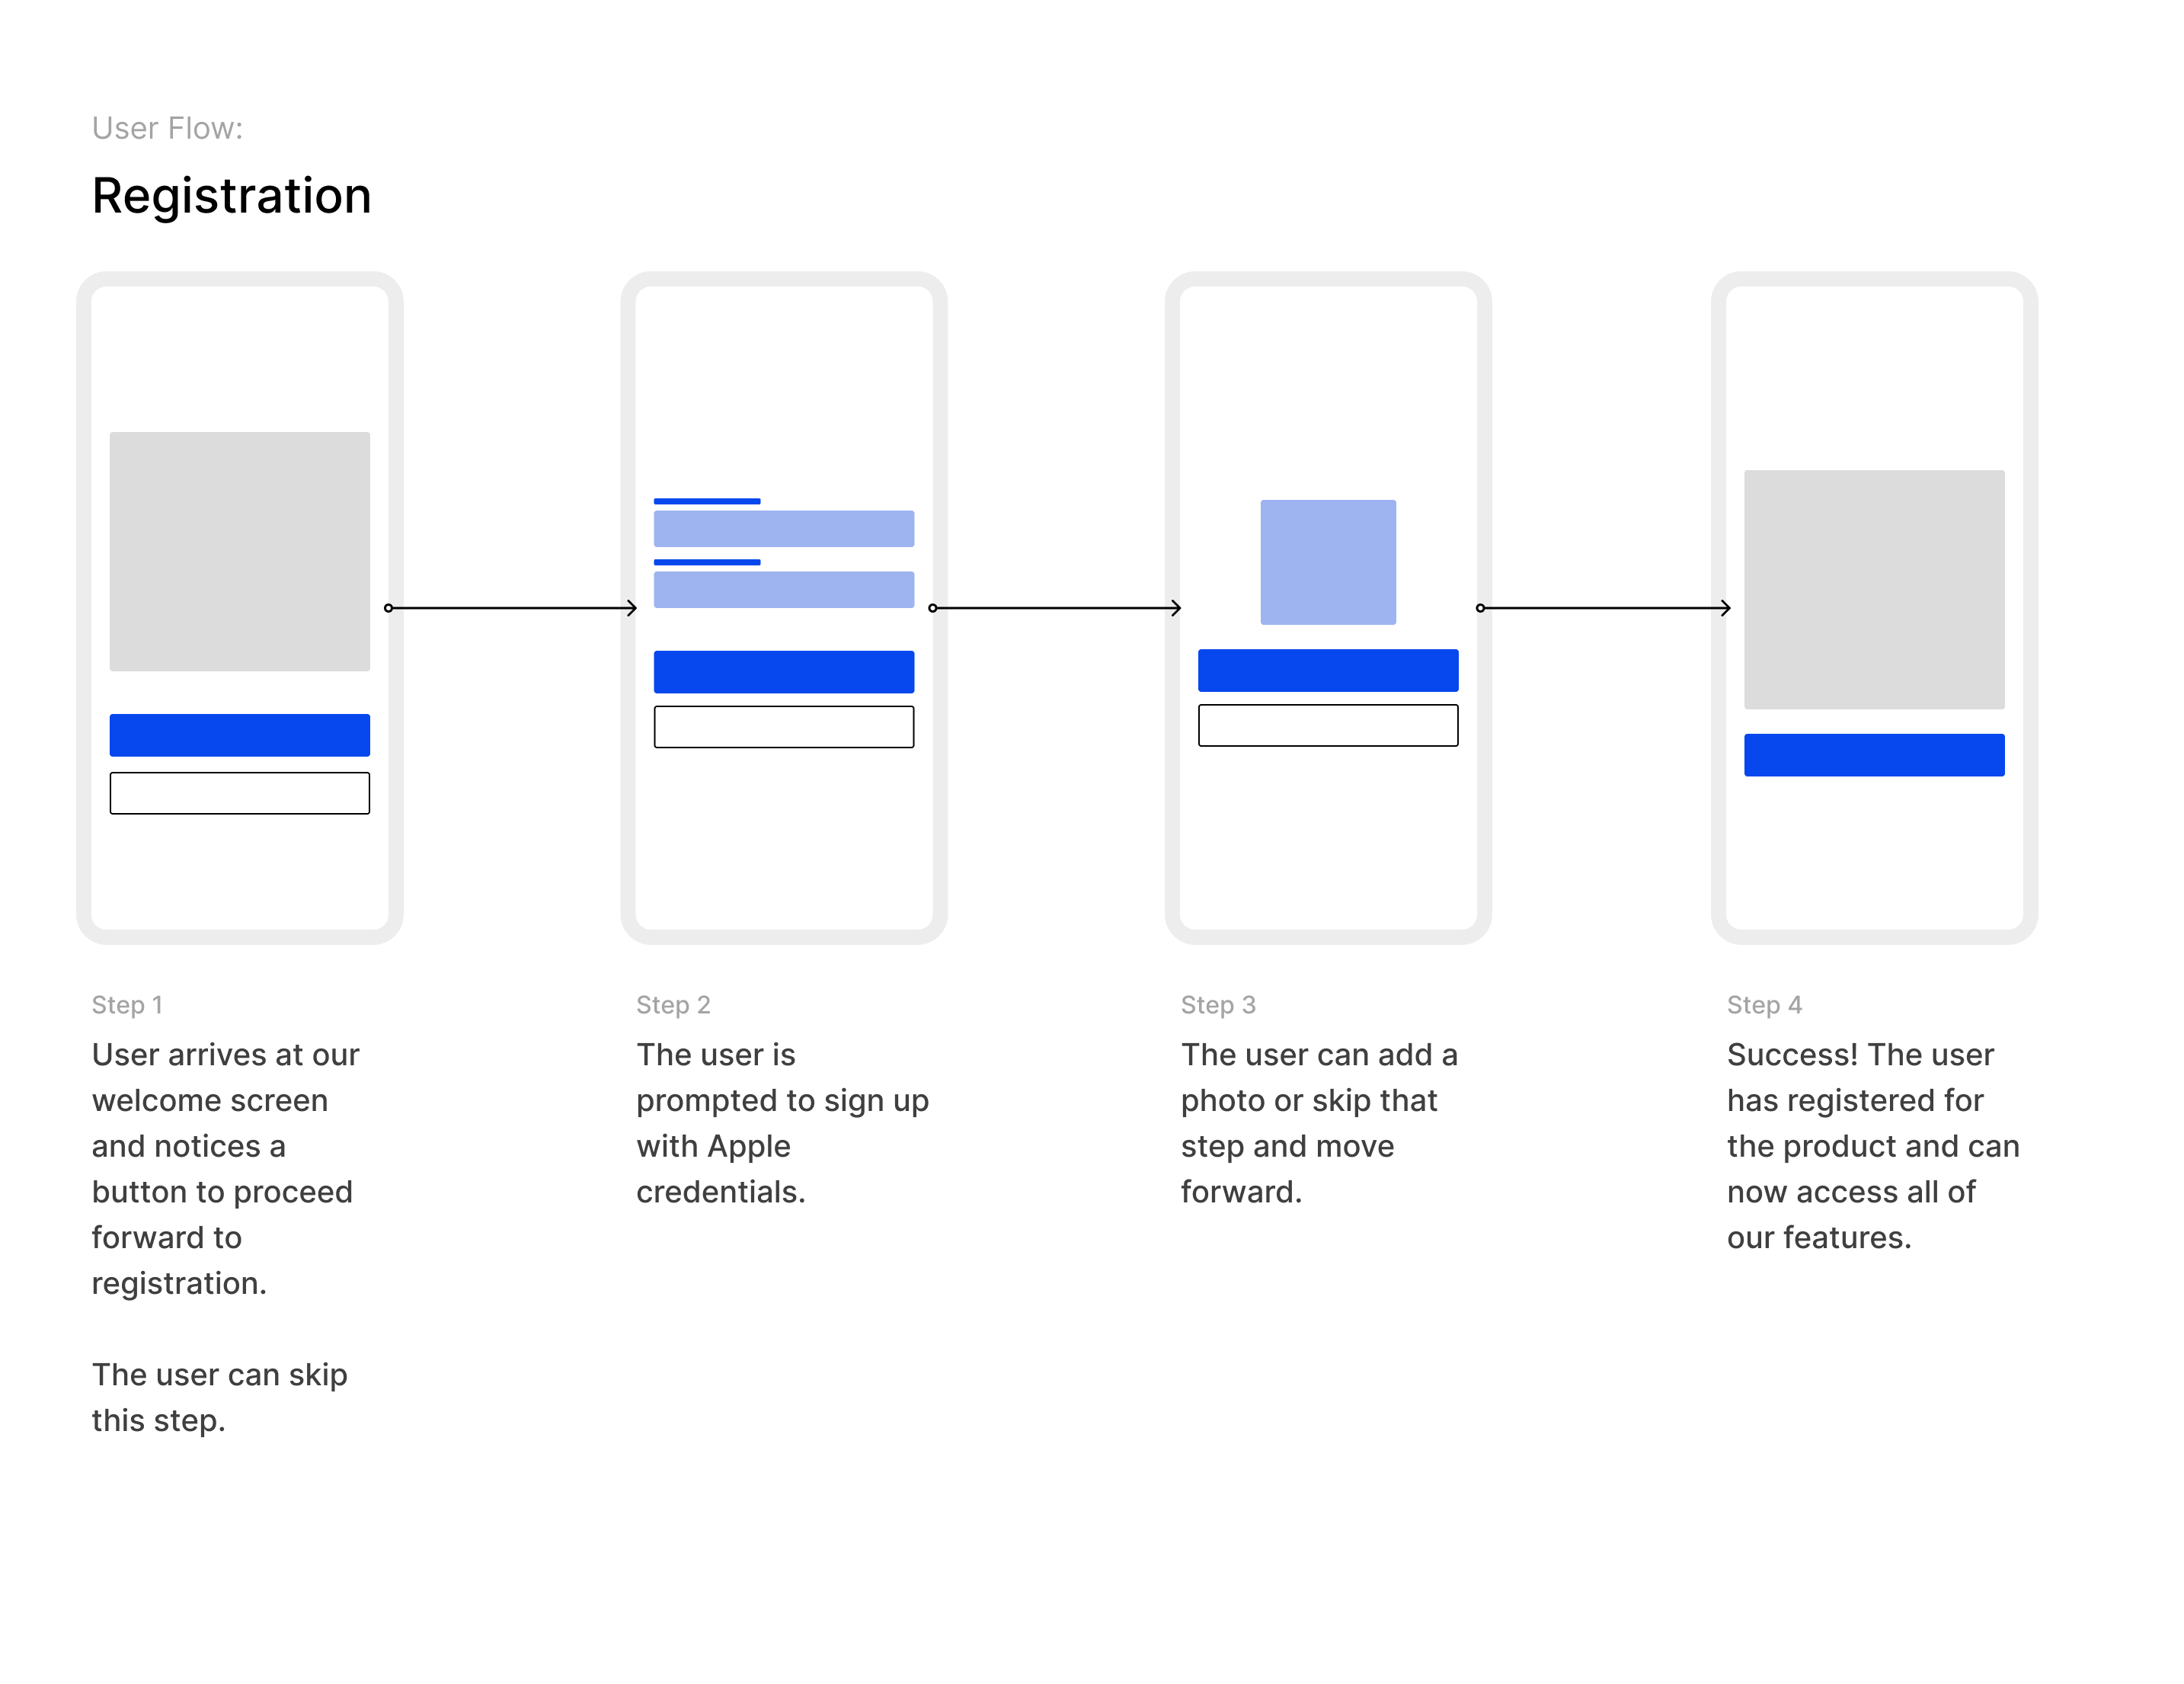 User Flow:
Registration
Step 1
User arrives at our
welcome screen
and notices a
button to proceed
forward to
registration.
The user can skip
this step.
Step 2
The user is
prompted to sign up
with Apple
credentials.
Step 3
The user can add a
photo or skip that
step and move
forward.
Step 4
Success! The user
has registered for
the product and can
now access all of
our features.